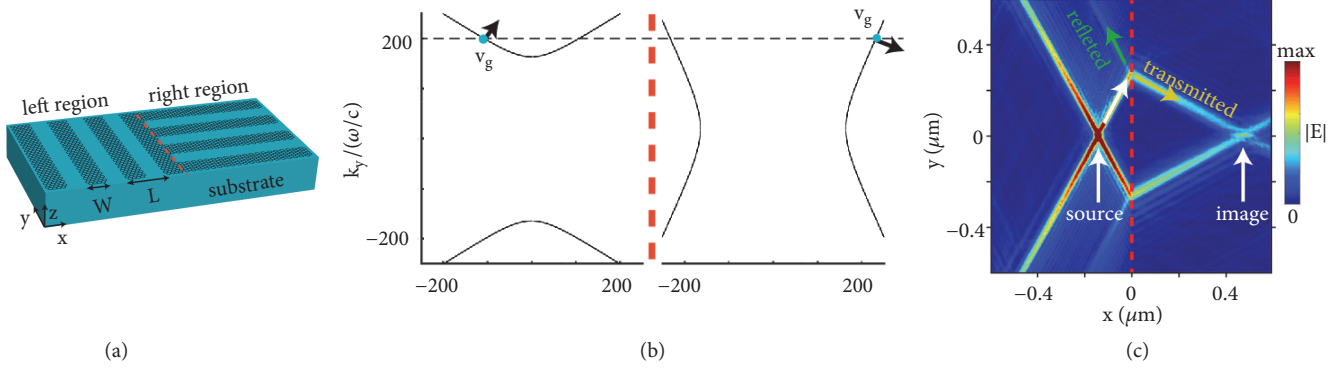 (a)
left region
right region
W
L
substrate
y
z
x
(b)
k_y/(ω/c)
200
−200
v_g
v_g
−200
200
−200
200
(c)
y (μm)
0.4
0
−0.4
refleted
transmitted
source
image
−0.4
0
0.4
x (μm)
max
|E|
0
(a)
(b)
(c)